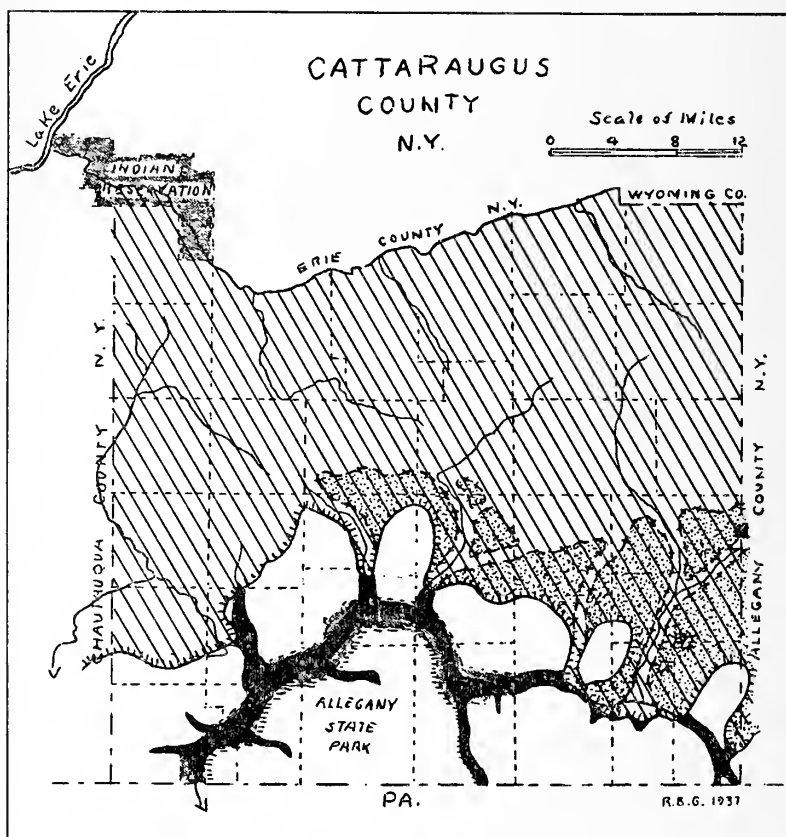 CATTARAUGUS
COUNTY
N.Y.
Lake Erie
Scale of Miles
0 4 8 12
INDIAN
RESERVATION
WYOMING CO.
ERIE COUNTY N.Y.
CHAUTAUQUA COUNTY N.Y.
ALLEGANY COUNTY N.Y.
ALLEGANY
STATE
PARK
PA.
R.B.G. 1937